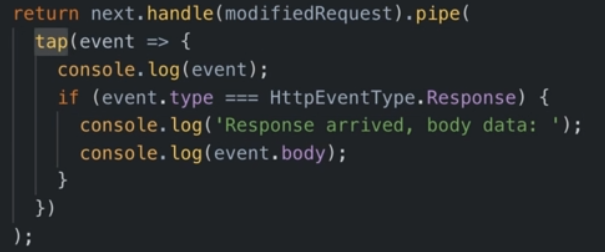 return next.handle(modifiedRequest).pipe(
  tap(event => {
    console.log(event);
    if (event.type === HttpEventType.Response) {
      console.log('Response arrived, body data: ');
      console.log(event.body);
    }
  })
);